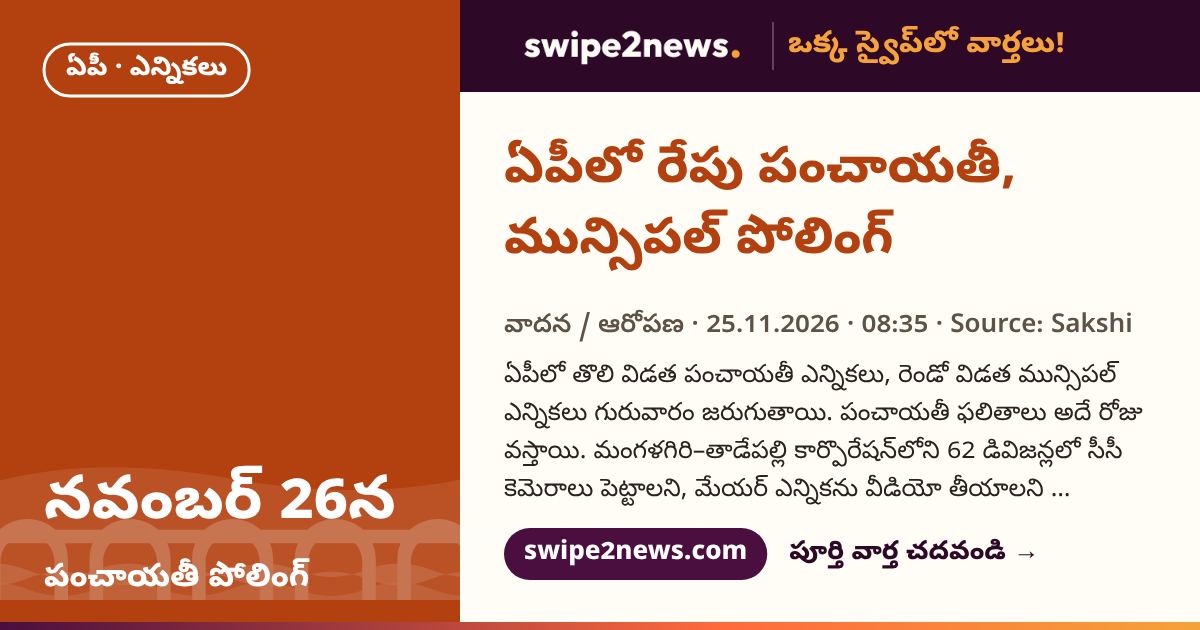 ఏపీ · ఎన్నికలు
నవంబర్ 26న
పంచాయతీ పోలింగ్
swipe2news.
ఒక్క స్వైప్‌లో వార్తలు!
ఏపీలో రేపు పంచాయతీ,
మున్సిపల్ పోలింగ్
వాదన / ఆరోపణ · 25.11.2026 · 08:35 · Source: Sakshi
ఏపీలో తొలి విడత పంచాయతీ ఎన్నికలు, రెండో విడత మున్సిపల్
ఎన్నికలు గురువారం జరుగుతాయి. పంచాయతీ ఫలితాలు అదే రోజు
వస్తాయి. మంగళగిరి–తాడేపల్లి కార్పొరేషన్‌లోని 62 డివిజన్లలో సీసీ
కెమెరాలు పెట్టాలని, మేయర్ ఎన్నికను వీడియో తీయాలని ...
swipe2news.com
పూర్తి వార్త చదవండి →